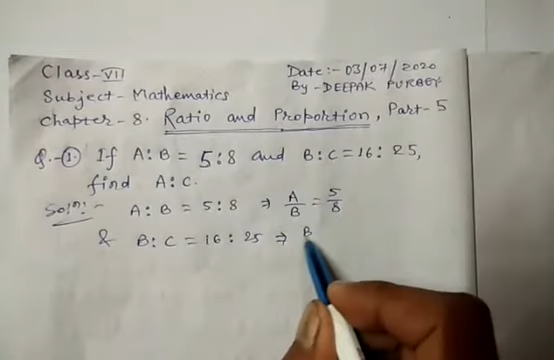 Class-VII Date:- 03/07/2020
Subject- Mathematics By -DEEPAK PURBEY
Chapter- 8. Ratio and Proportion, Part-5
Q.-① If A:B = 5:8 and B:C = 16:25,
find A:C.
Soln:- A:B = 5:8 ⇒ A/B = 5/8
& B:C = 16:25 ⇒ B